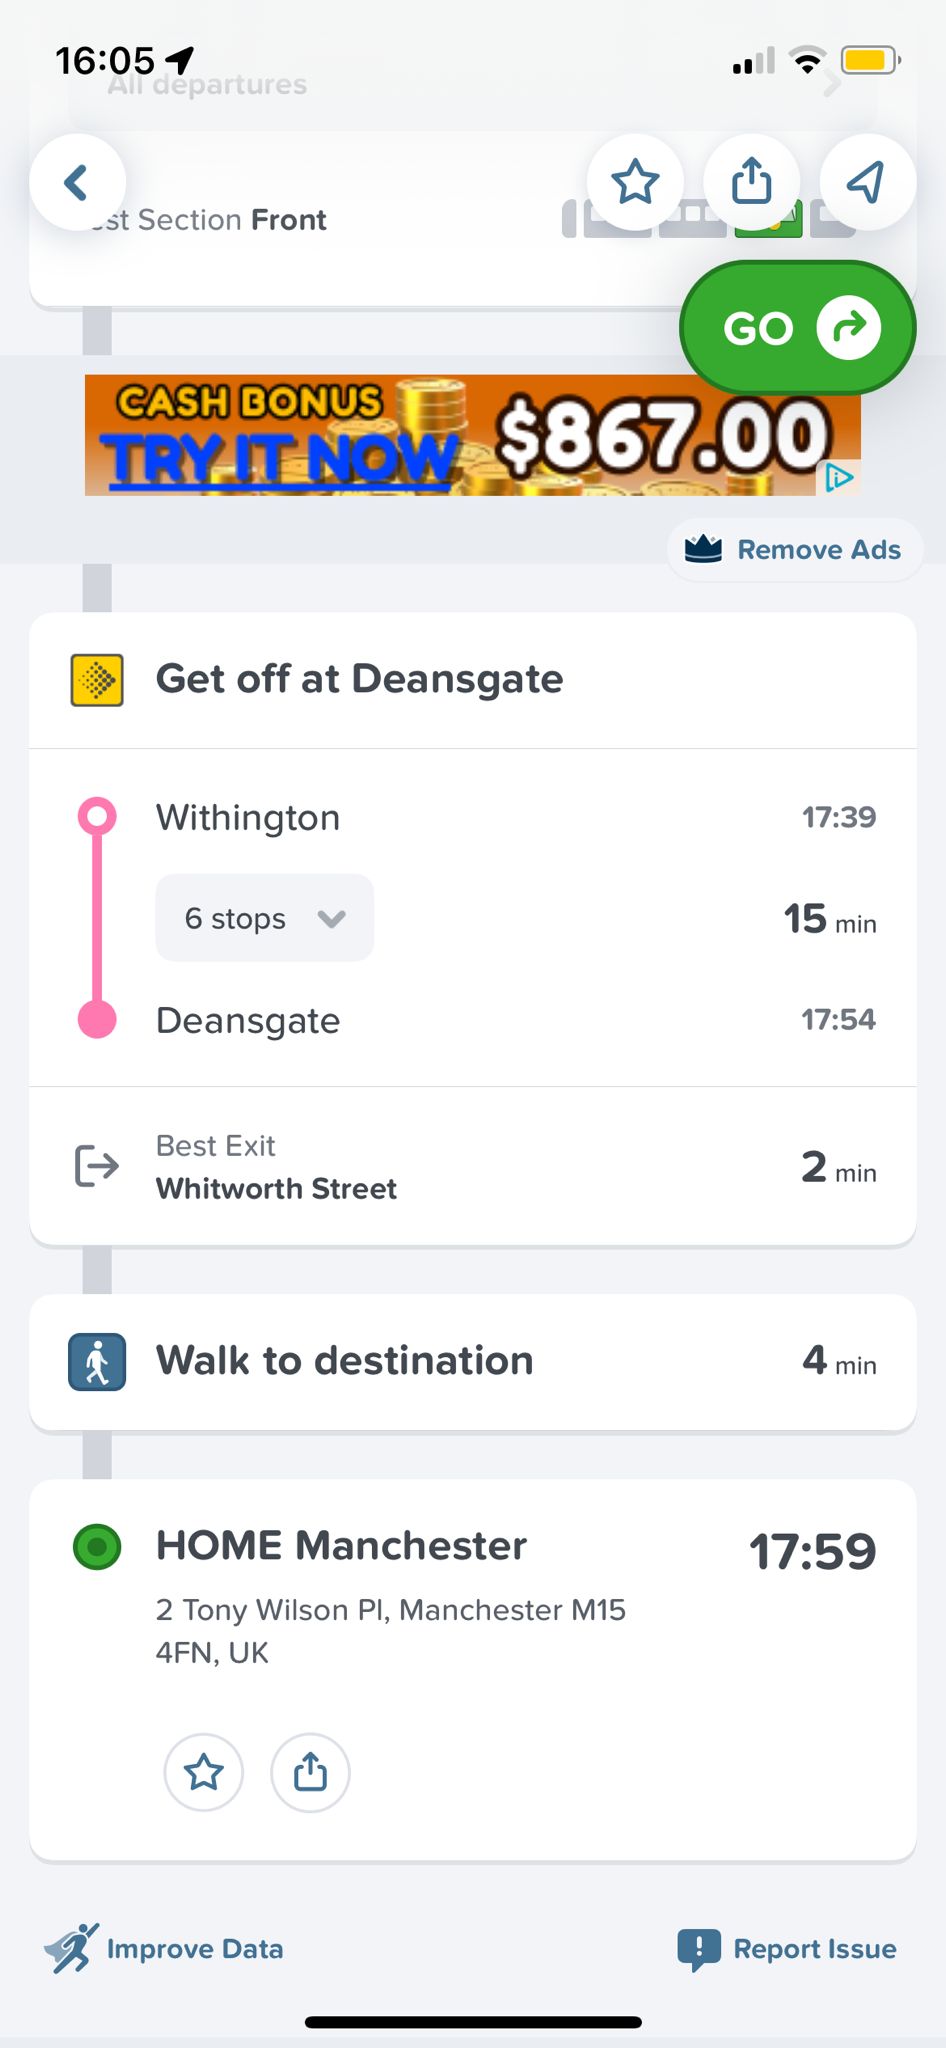 16:05
All departures
st Section Front
GO
CASH BONUS
TRY IT NOW
$867.00
Remove Ads
Get off at Deansgate
Withington 17:39
6 stops 15 min
Deansgate 17:54
Best Exit
Whitworth Street 2 min
Walk to destination 4 min
HOME Manchester 17:59
2 Tony Wilson Pl, Manchester M15
4FN, UK
Improve Data
Report Issue